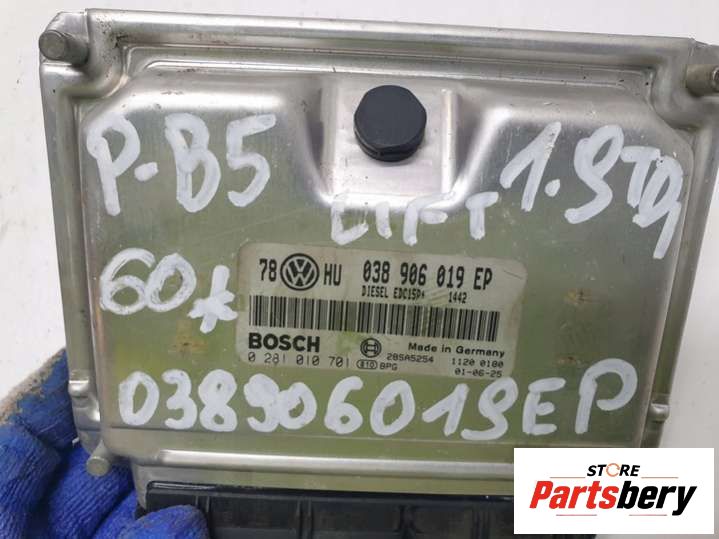 P-B5
LIFT
1.9TDI
60*
78 HU 038 906 019 EP
DIESEL EDC15P+ 1442
BOSCH
Made in Germany
0 281 010 701
810 BPG
28SA5254
1120 0180
01-06-25
038906019EP
STORE
Partsbery